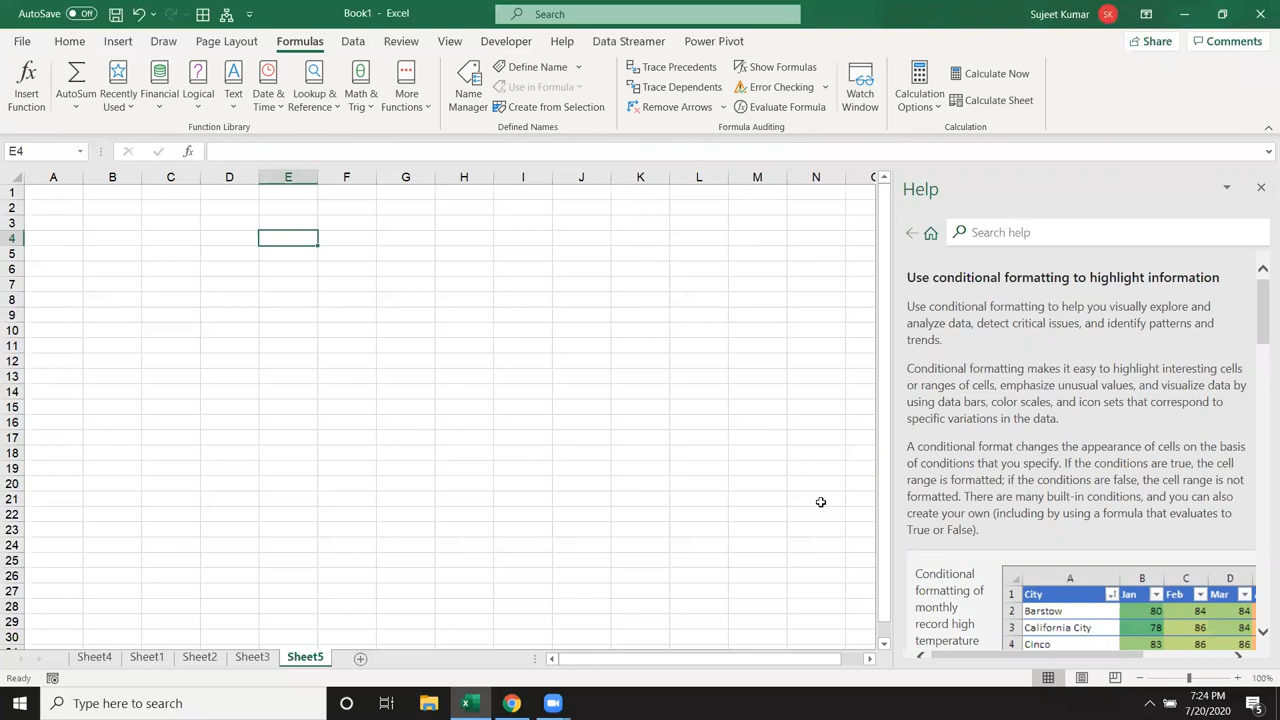 AutoSave Off Book1 - Excel Search Sujeet Kumar SK
File Home Insert Draw Page Layout Formulas Data Review View Developer Help Data Streamer Power Pivot Share Comments
Insert Function
AutoSum
Recently Used
Financial
Logical
Text
Date & Time
Lookup & Reference
Math & Trig
More Functions
Function Library
Name Manager
Define Name
Use in Formula
Create from Selection
Defined Names
Trace Precedents
Trace Dependents
Remove Arrows
Show Formulas
Error Checking
Evaluate Formula
Formula Auditing
Watch Window
Calculation Options
Calculate Now
Calculate Sheet
Calculation
E4 fx
A B C D E F G H I J K L M N
1
2
3
4
5
6
7
8
9
10
11
12
13
14
15
16
17
18
19
20
21
22
23
24
25
26
27
28
29
30
Help
Search help
Use conditional formatting to highlight information
Use conditional formatting to help you visually explore and
analyze data, detect critical issues, and identify patterns and
trends.
Conditional formatting makes it easy to highlight interesting cells
or ranges of cells, emphasize unusual values, and visualize data by
using data bars, color scales, and icon sets that correspond to
specific variations in the data.
A conditional format changes the appearance of cells on the basis
of conditions that you specify. If the conditions are true, the cell
range is formatted; if the conditions are false, the cell range is not
formatted. There are many built-in conditions, and you can also
create your own (including by using a formula that evaluates to
True or False).
Conditional
formatting of
monthly
record high
temperature
A B C D
1 City Jan Feb Mar
2 Barstow 80 84 84
3 California City 78 86 84
4 Cinco 83 86 86
Sheet4 Sheet1 Sheet2 Sheet3 Sheet5
Ready 100%
Type here to search
7:24 PM
7/20/2020